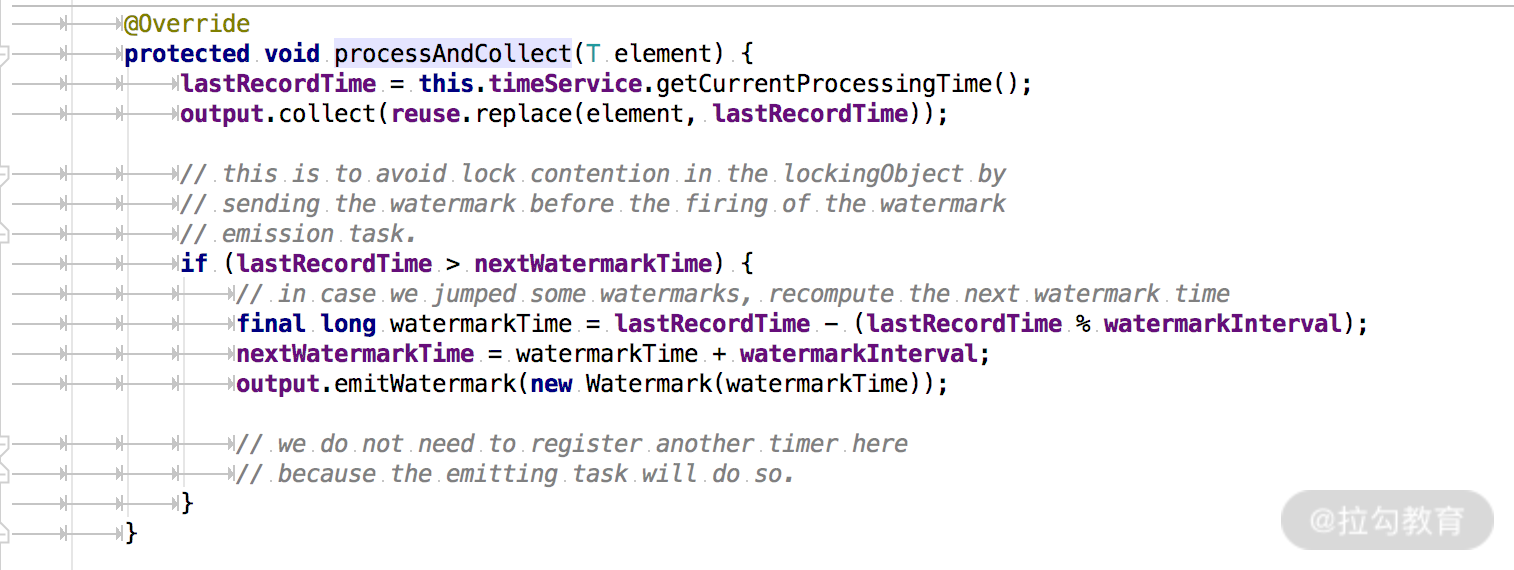 @Override
protected void processAndCollect(T element) {
lastRecordTime = this.timeService.getCurrentProcessingTime();
output.collect(reuse.replace(element, lastRecordTime));
// this is to avoid lock contention in the lockingObject by
// sending the watermark before the firing of the watermark
// emission task.
if (lastRecordTime > nextWatermarkTime) {
// in case we jumped some watermarks, recompute the next watermark time
final long watermarkTime = lastRecordTime - (lastRecordTime % watermarkInterval);
nextWatermarkTime = watermarkTime + watermarkInterval;
output.emitWatermark(new Watermark(watermarkTime));
// we do not need to register another timer here
// because the emitting task will do so.
}
}
@拉勾教育